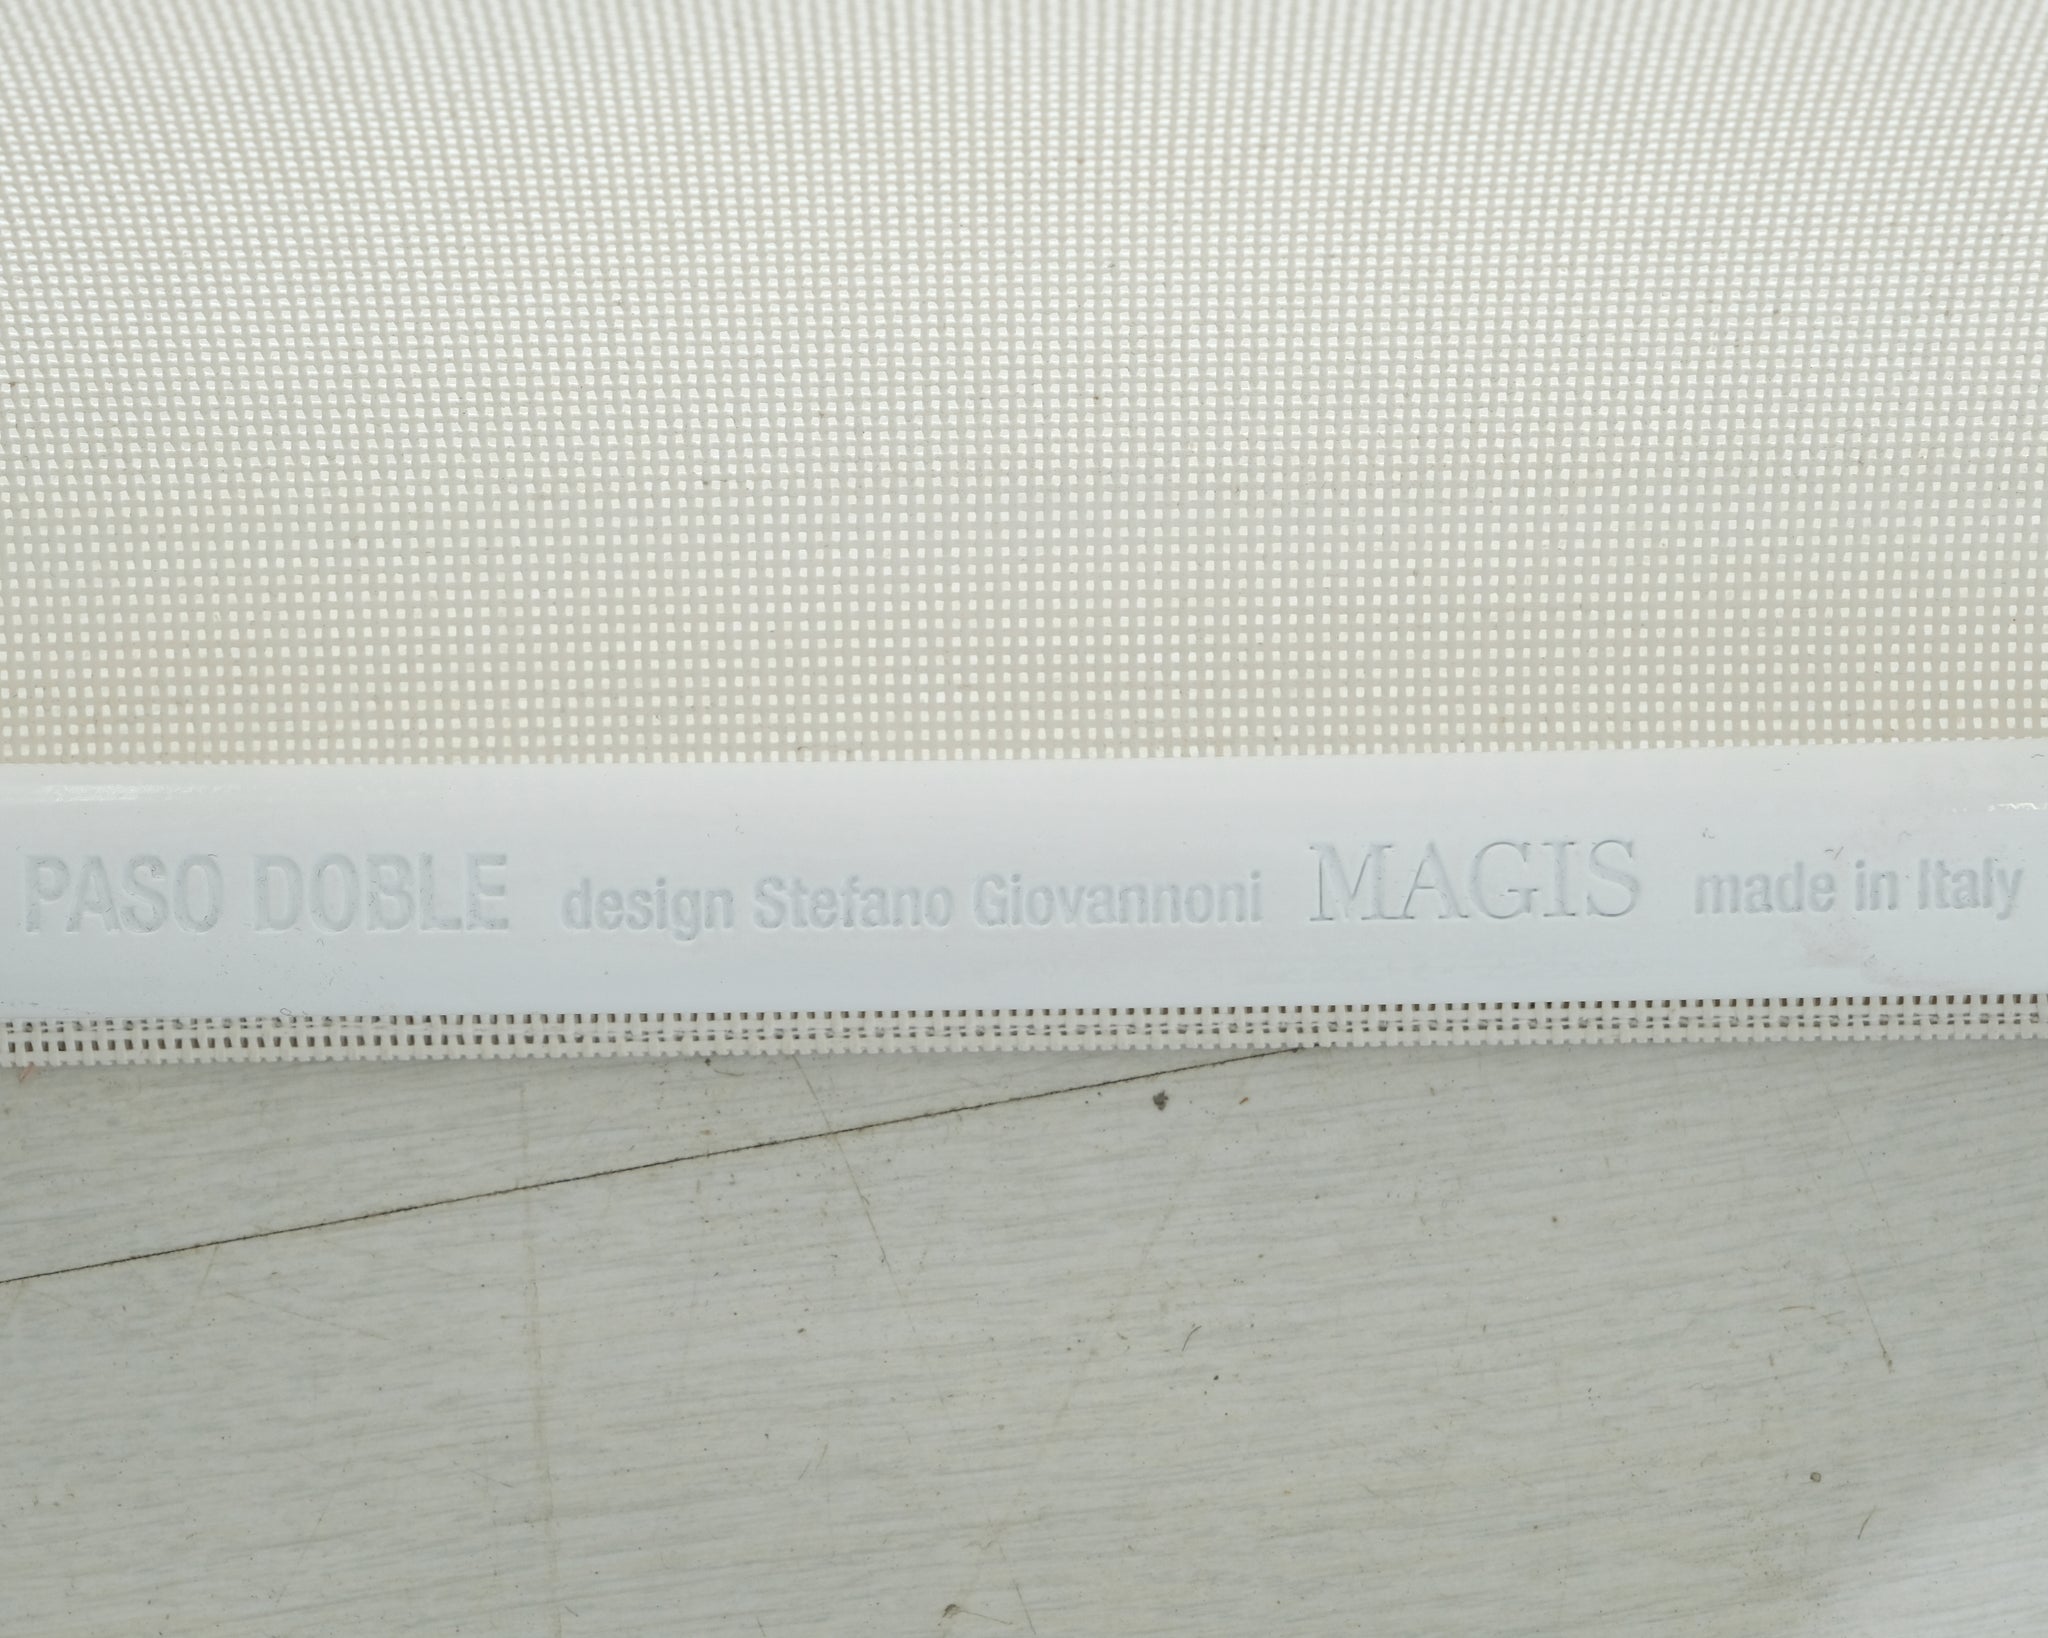 PASO DOBLE design Stefano Giovannoni MAGIS made in Italy